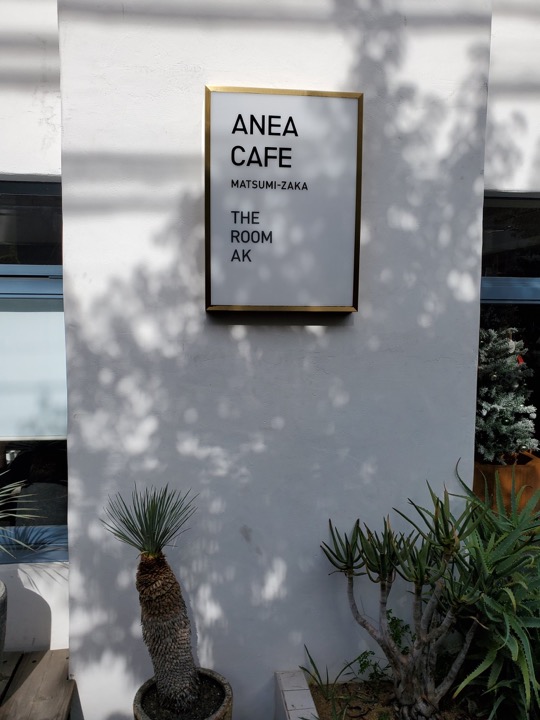 ANEA
CAFE
MATSUMI-ZAKA
THE
ROOM
AK